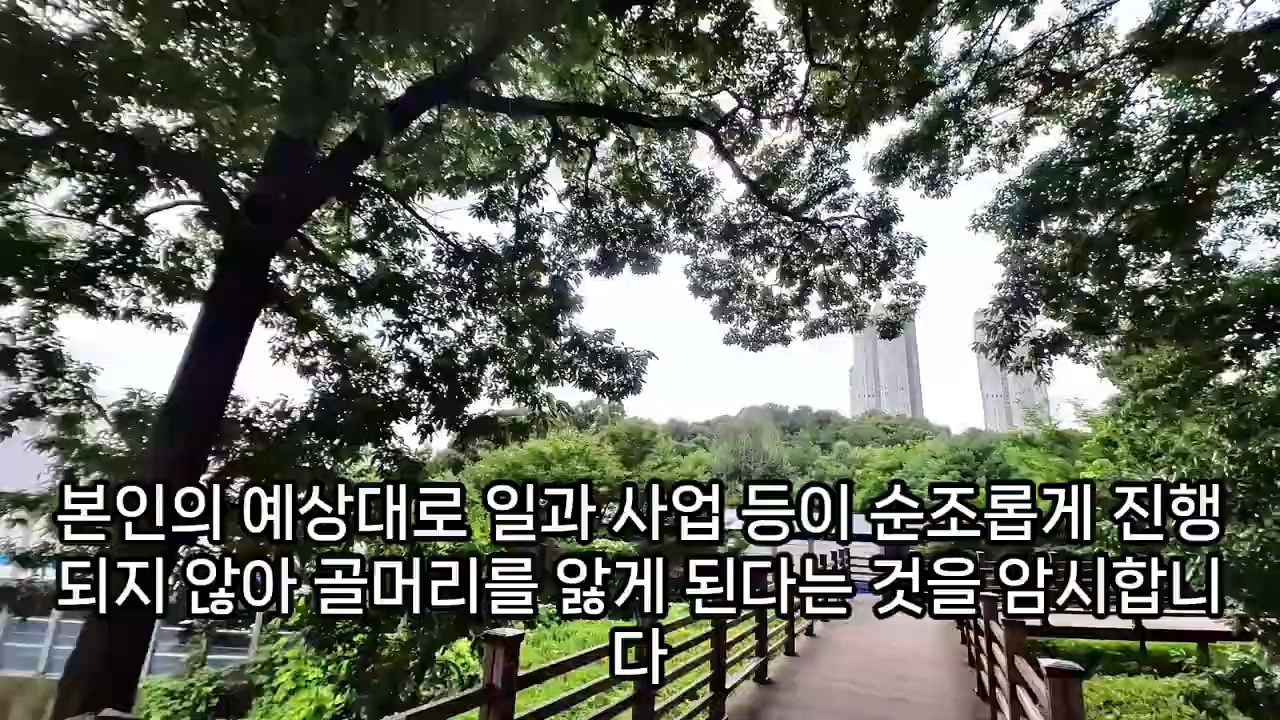 본인의 예상대로 일과 사업 등이 순조롭게 진행
되지 않아 골머리를 앓게 된다는 것을 암시합니
다